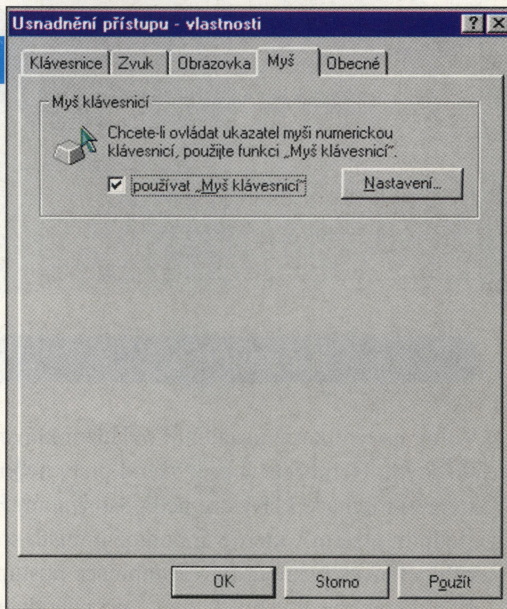 Usnadnění přístupu - vlastnosti
Klávesnice Zvuk Obrazovka Myš Obecné
Myš klávesnicí
Chcete-li ovládat ukazatel myši numerickou
klávesnicí, použijte funkci „Myš klávesnicí“.
používat „Myš klávesnicí“
Nastavení...
OK Storno Použít